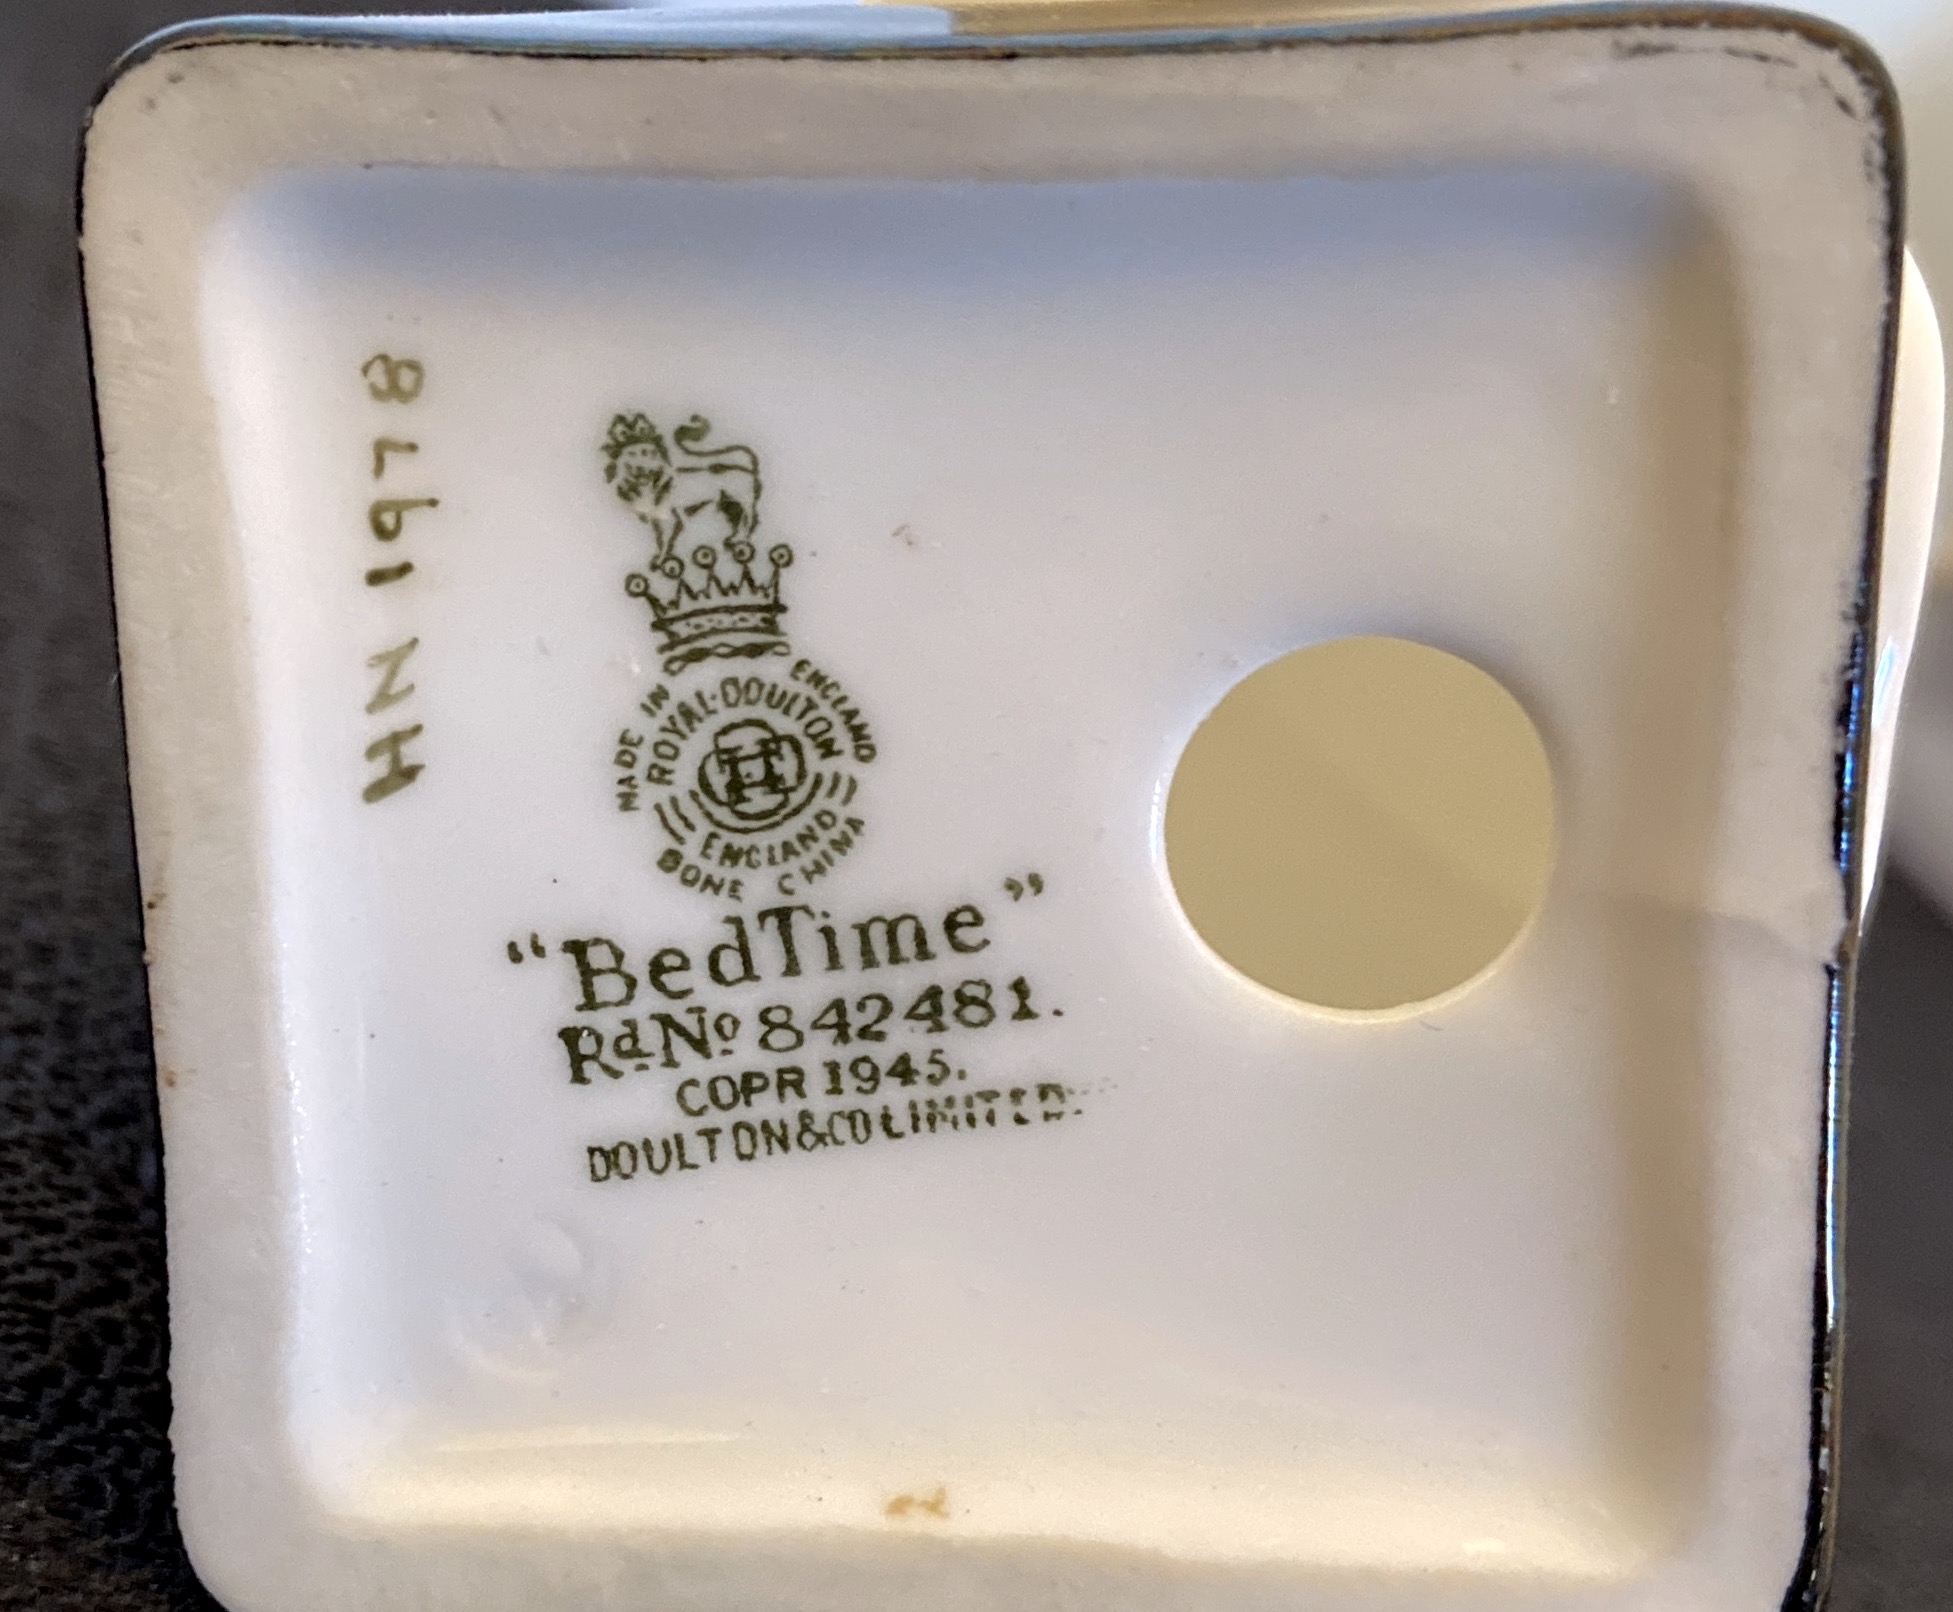 HN 1978
MADE IN ENGLAND
ROYAL·DOULTON
ENGLAND
BONE CHINA
“BedTime”
Rd No 842481.
COPR 1945.
DOULTON & CO LIMITED.